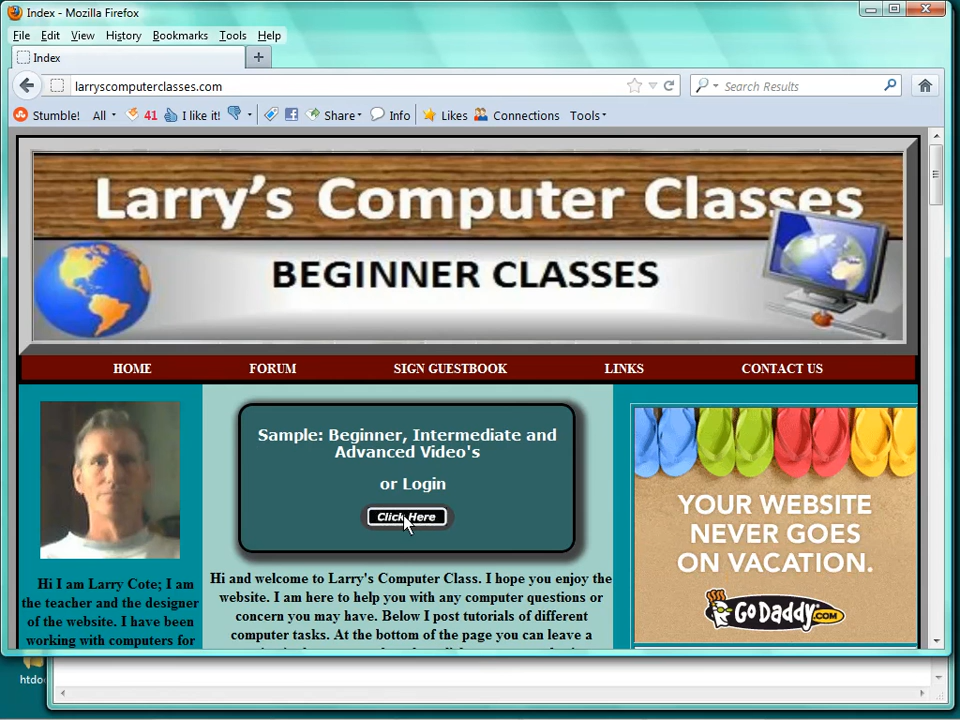 Index - Mozilla Firefox
File Edit View History Bookmarks Tools Help
Index
larryscomputerclasses.com
Search Results
Stumble! All 41 I like it! Share Info Likes Connections Tools
Larry's Computer Classes
BEGINNER CLASSES
HOME FORUM SIGN GUESTBOOK LINKS CONTACT US
Sample: Beginner, Intermediate and
Advanced Video's
or Login
Click Here
Hi I am Larry Cote; I am
the teacher and the designer
of the website. I have been
working with computers for
Hi and welcome to Larry's Computer Class. I hope you enjoy the
website. I am here to help you with any computer questions or
concern you may have. Below I post tutorials of different
computer tasks. At the bottom of the page you can leave a
YOUR WEBSITE
NEVER GOES
ON VACATION.
GO DADDY.COM